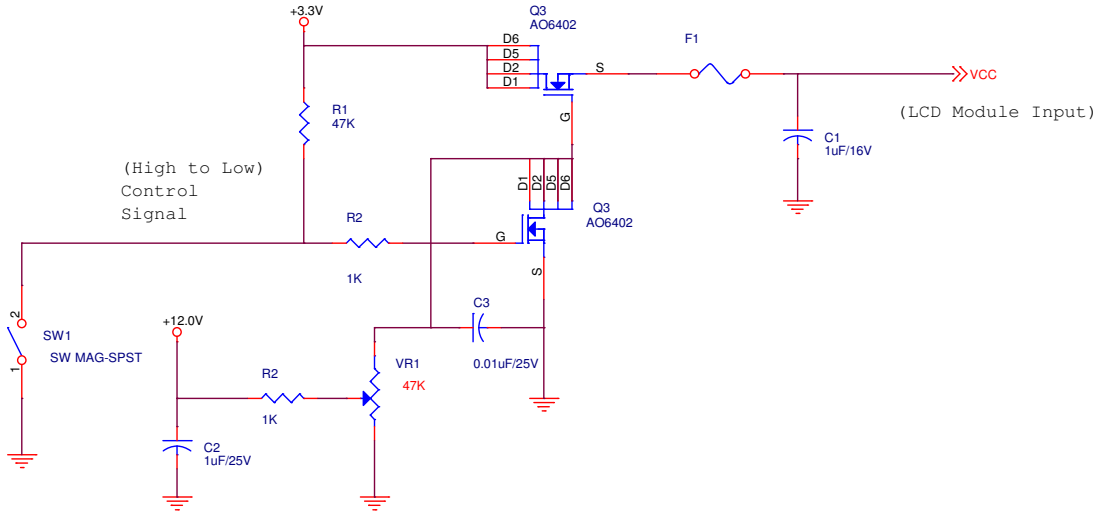 +3.3V
Q3
AO6402
D6
D5
D2
D1
S
G
F1
VCC
(LCD Module Input)
R1
47K
C1
1uF/16V
(High to Low)
Control
Signal
D1
D2
D5
D6
Q3
AO6402
R2
1K
G
S
2
1
SW1
SW MAG-SPST
+12.0V
C3
0.01uF/25V
VR1
47K
R2
1K
C2
1uF/25V